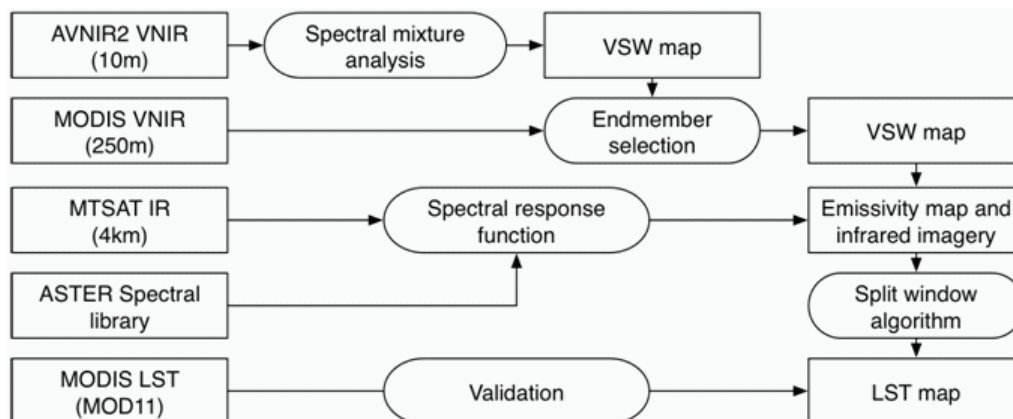 AVNIR2 VNIR
(10m)
Spectral mixture
analysis
VSW map
MODIS VNIR
(250m)
Endmember
selection
VSW map
MTSAT IR
(4km)
Spectral response
function
Emissivity map and
infrared imagery
ASTER Spectral
library
Split window
algorithm
MODIS LST
(MOD11)
Validation
LST map